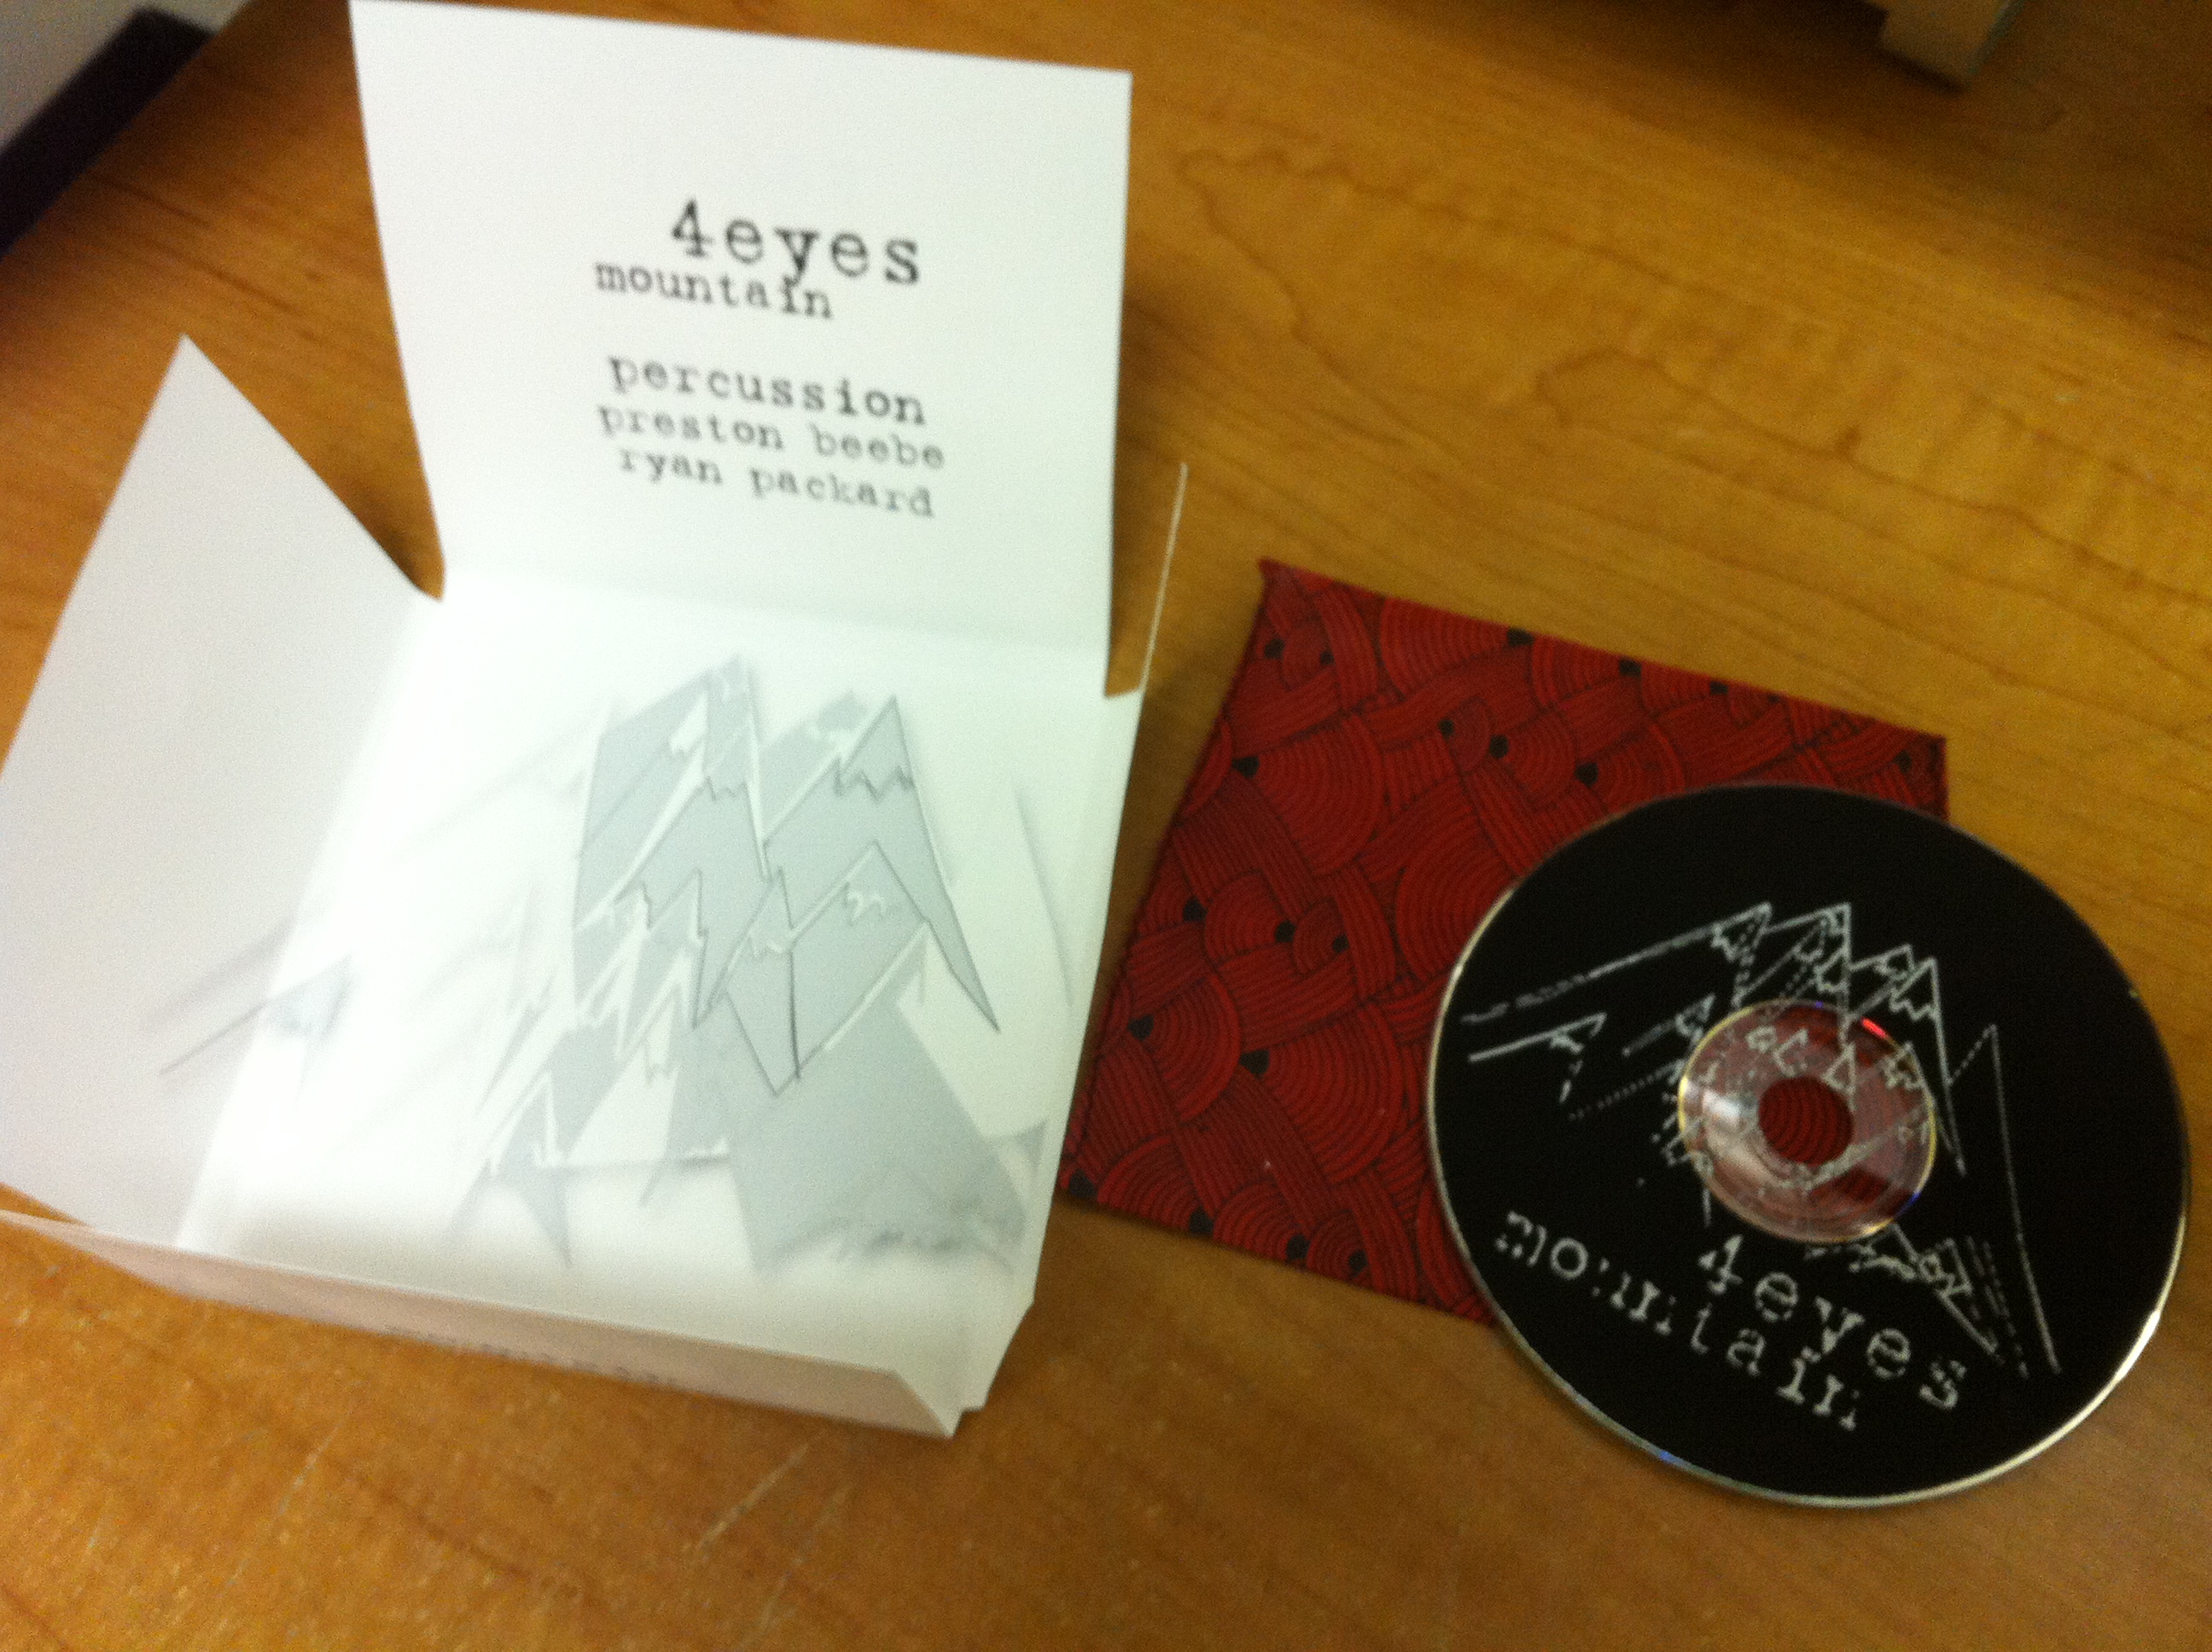 4eyes
mountain
percussion
preston beebe
ryan packard
4eyes
mountain